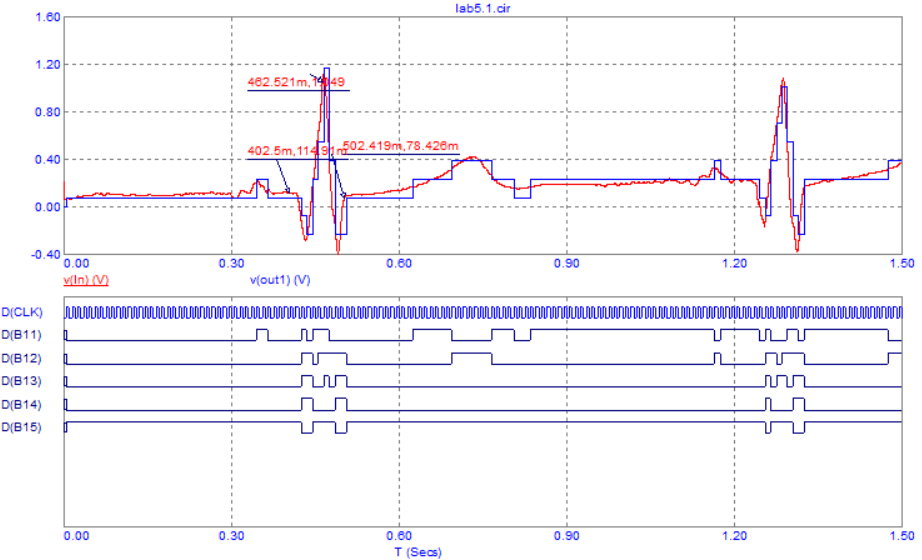 lab5.1.cir
1.60
1.20
462.521m,1.049
0.80
0.40
402.5m,114.91m
502.419m,78.426m
0.00
-0.40
0.00 0.30 0.60 0.90 1.20 1.50
v(In) (V) v(out1) (V)
D(CLK)
D(B11)
D(B12)
D(B13)
D(B14)
D(B15)
0.00 0.30 0.60 0.90 1.20 1.50
T (Secs)